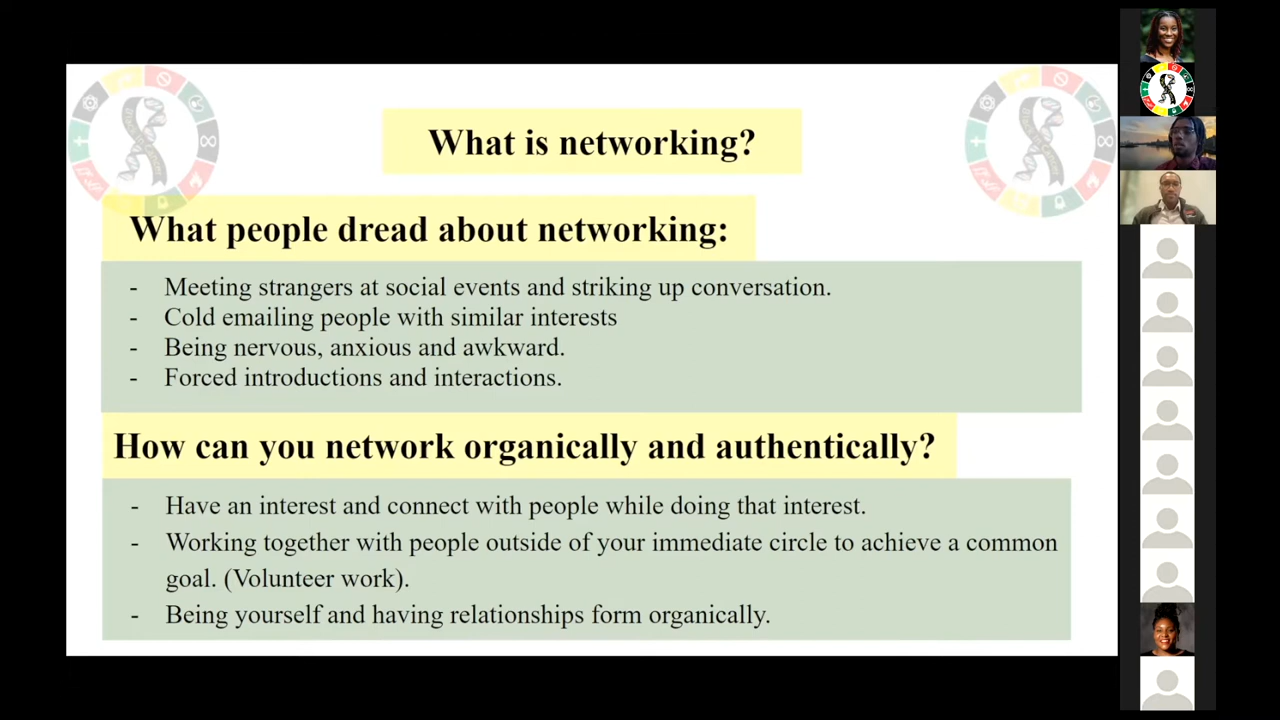 What is networking?
What people dread about networking:
- Meeting strangers at social events and striking up conversation.
- Cold emailing people with similar interests
- Being nervous, anxious and awkward.
- Forced introductions and interactions.
How can you network organically and authentically?
- Have an interest and connect with people while doing that interest.
- Working together with people outside of your immediate circle to achieve a common
goal. (Volunteer work).
- Being yourself and having relationships form organically.